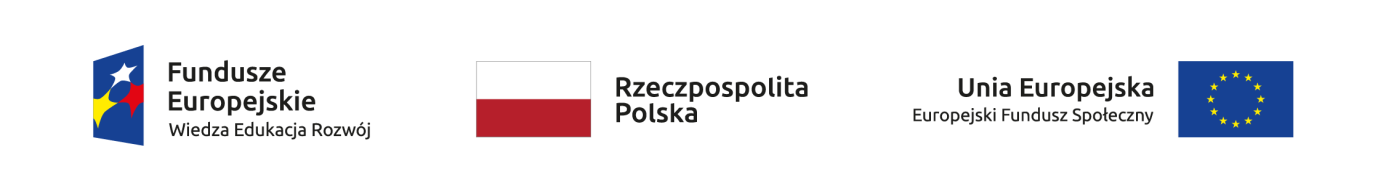 Fundusze
Europejskie
Wiedza Edukacja Rozwój
Rzeczpospolita
Polska
Unia Europejska
Europejski Fundusz Społeczny